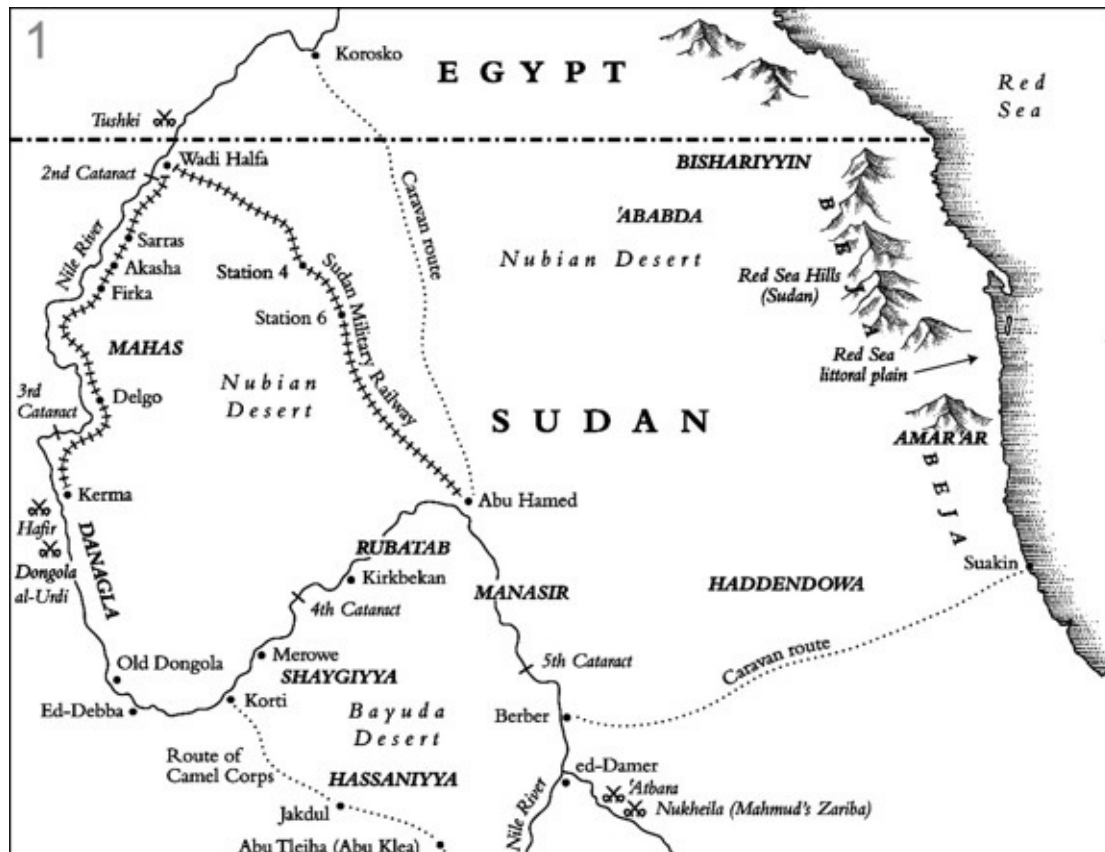 1
Korosko
EGYPT
Red
Sea
Tushki
Wadi Halfa
2nd Cataract
BISHARIYYIN
Caravan route
'ABABDA
BEJA
Nile River
Sarras
Akasha
Firka
Station 4
Nubian Desert
Red Sea Hills
(Sudan)
Station 6
Sudan Military Railway
MAHAS
Red Sea
littoral plain
Nubian
Desert
3rd
Cataract
Delgo
SUDAN
AMAR'AR
BEJA
Kerma
Abu Hamed
Hafir
DANAGLA
Dongola
al-Urdi
RUBATAB
Kirkbekan
MANASIR
HADDENDOWA
Suakin
4th Cataract
Old Dongola
Merowe
SHAYGIYYA
5th Cataract
Caravan route
Ed-Debba
Korti
Bayuda
Desert
Berber
Route of
Camel Corps
HASSANIYYA
ed-Damer
'Atbara
Jakdul
Nile River
Nukheila (Mahmud's Zariba)
Abu Tleiha (Abu Klea)